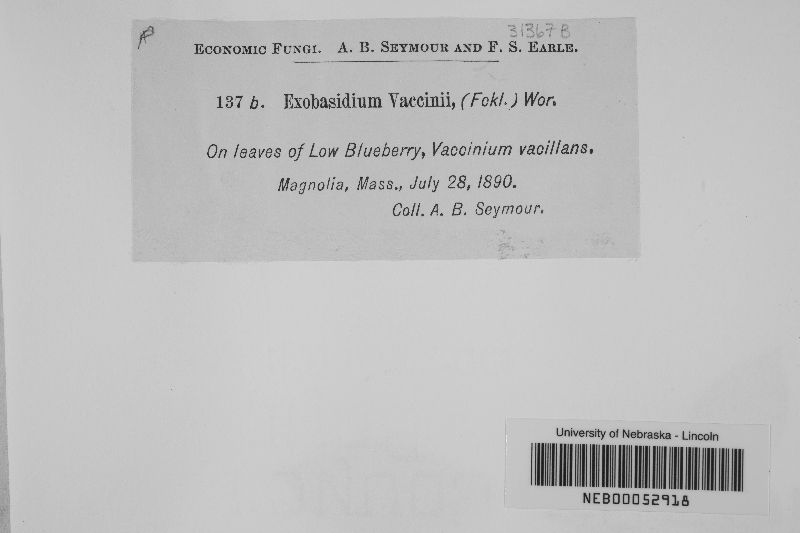 31367B
ECONOMIC FUNGI. A. B. SEYMOUR AND F. S. EARLE.
137 b. Exobasidium Vaccinii, (Fckl.) Wor.
On leaves of Low Blueberry, Vaccinium vacillans.
Magnolia, Mass., July 28, 1890.
Coll. A. B. Seymour.
University of Nebraska - Lincoln
NEB00052918